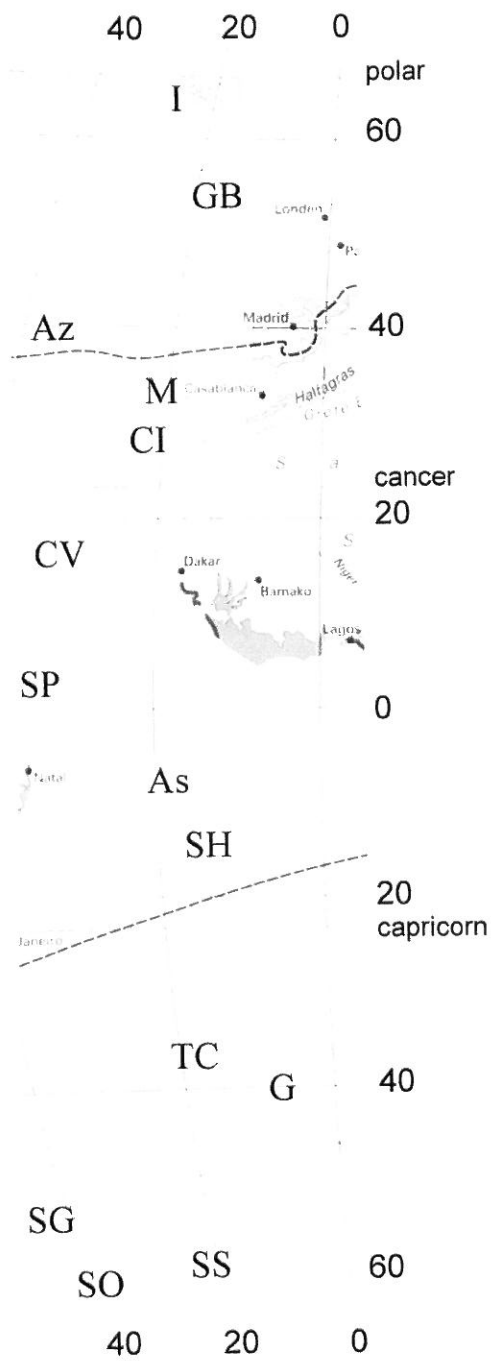 40 20 0
polar
I
60
GB
London
Madrid
Az 40
M Casablanca Haltagras
CI
S a
cancer
20
CV S
Dakar Niger
Bamako
Lagos
SP
0
Natal
As
SH
20
Janeiro capricorn
TC
G 40
SG
SS 60
SO
40 20 0